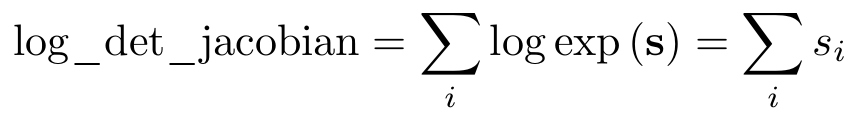 log_det_jacobian = ∑_i log exp (𝐬) = ∑_i s_i